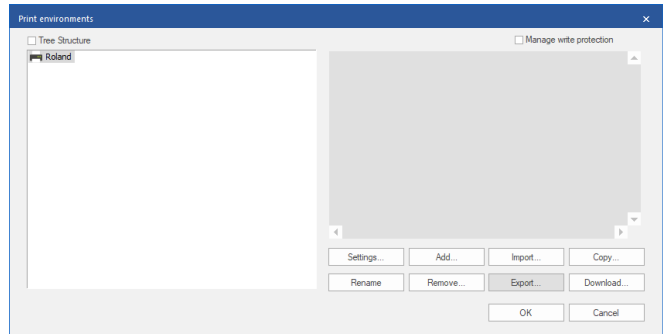 Print environments
Tree Structure
Manage write protection
Roland
Settings... Add... Import... Copy...
Rename Remove... Export... Download...
OK Cancel